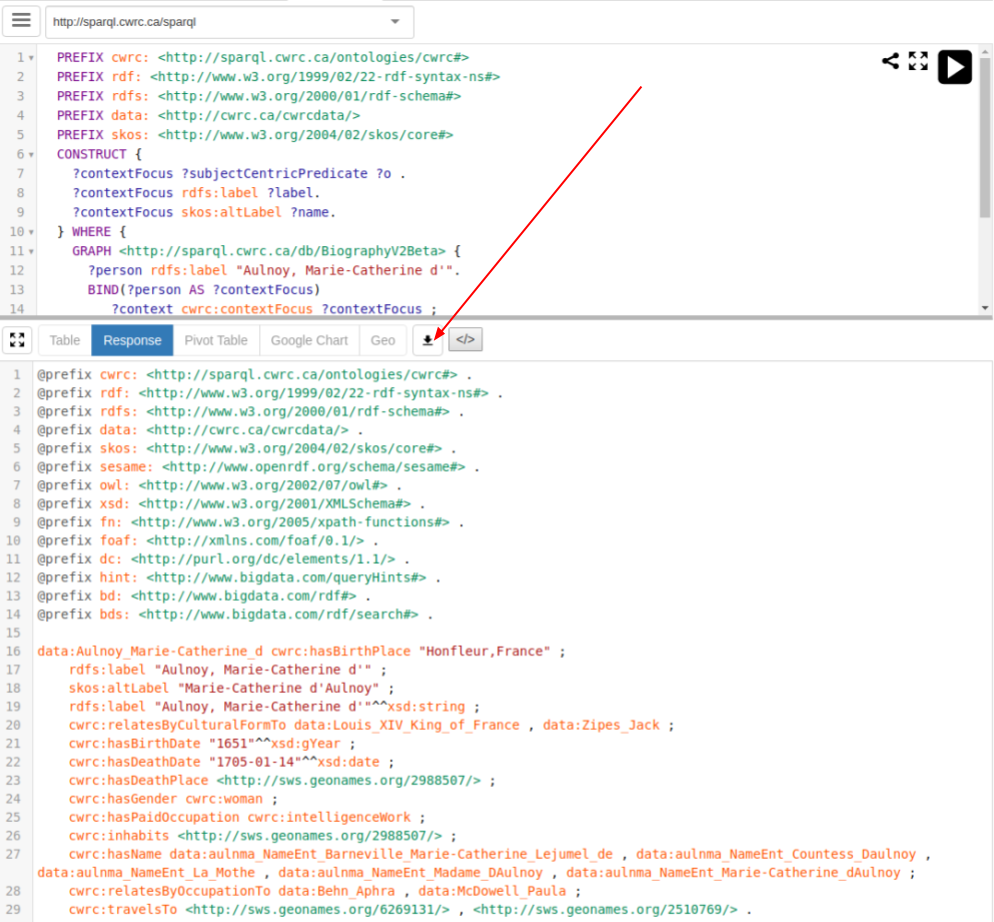 http://sparql.cwrc.ca/sparql
1 PREFIX cwrc: <http://sparql.cwrc.ca/ontologies/cwrc#>
2 PREFIX rdf: <http://www.w3.org/1999/02/22-rdf-syntax-ns#>
3 PREFIX rdfs: <http://www.w3.org/2000/01/rdf-schema#>
4 PREFIX data: <http://cwrc.ca/cwrcdata/>
5 PREFIX skos: <http://www.w3.org/2004/02/skos/core#>
6 CONSTRUCT {
7 ?contextFocus ?subjectCentricPredicate ?o .
8 ?contextFocus rdfs:label ?label.
9 ?contextFocus skos:altLabel ?name.
10 } WHERE {
11 GRAPH <http://sparql.cwrc.ca/db/BiographyV2Beta> {
12 ?person rdfs:label "Aulnoy, Marie-Catherine d'".
13 BIND(?person AS ?contextFocus)
14 ?context cwrc:contextFocus ?contextFocus ;
Table Response Pivot Table Google Chart Geo </>
1 @prefix cwrc: <http://sparql.cwrc.ca/ontologies/cwrc#> .
2 @prefix rdf: <http://www.w3.org/1999/02/22-rdf-syntax-ns#> .
3 @prefix rdfs: <http://www.w3.org/2000/01/rdf-schema#> .
4 @prefix data: <http://cwrc.ca/cwrcdata/> .
5 @prefix skos: <http://www.w3.org/2004/02/skos/core#> .
6 @prefix sesame: <http://www.openrdf.org/schema/sesame#> .
7 @prefix owl: <http://www.w3.org/2002/07/owl#> .
8 @prefix xsd: <http://www.w3.org/2001/XMLSchema#> .
9 @prefix fn: <http://www.w3.org/2005/xpath-functions#> .
10 @prefix foaf: <http://xmlns.com/foaf/0.1/> .
11 @prefix dc: <http://purl.org/dc/elements/1.1/> .
12 @prefix hint: <http://www.bigdata.com/queryHints#> .
13 @prefix bd: <http://www.bigdata.com/rdf#> .
14 @prefix bds: <http://www.bigdata.com/rdf/search#> .
15
16 data:Aulnoy_Marie-Catherine_d cwrc:hasBirthPlace "Honfleur,France" ;
17 rdfs:label "Aulnoy, Marie-Catherine d'" ;
18 skos:altLabel "Marie-Catherine d'Aulnoy" ;
19 rdfs:label "Aulnoy, Marie-Catherine d'"^^xsd:string ;
20 cwrc:relatesByCulturalFormTo data:Louis_XIV_King_of_France , data:Zipes_Jack ;
21 cwrc:hasBirthDate "1651"^^xsd:gYear ;
22 cwrc:hasDeathDate "1705-01-14"^^xsd:date ;
23 cwrc:hasDeathPlace <http://sws.geonames.org/2988507/> ;
24 cwrc:hasGender cwrc:woman ;
25 cwrc:hasPaidOccupation cwrc:intelligenceWork ;
26 cwrc:inhabits <http://sws.geonames.org/2988507/> ;
27 cwrc:hasName data:aulnma_NameEnt_Barneville_Marie-Catherine_Lejumel_de , data:aulnma_NameEnt_Countess_Daulnoy ,
data:aulnma_NameEnt_La_Mothe , data:aulnma_NameEnt_Madame_DAulnoy , data:aulnma_NameEnt_Marie-Catherine_dAulnoy ;
28 cwrc:relatesByOccupationTo data:Behn_Aphra , data:McDowell_Paula ;
29 cwrc:travelsTo <http://sws.geonames.org/6269131/> , <http://sws.geonames.org/2510769/> .